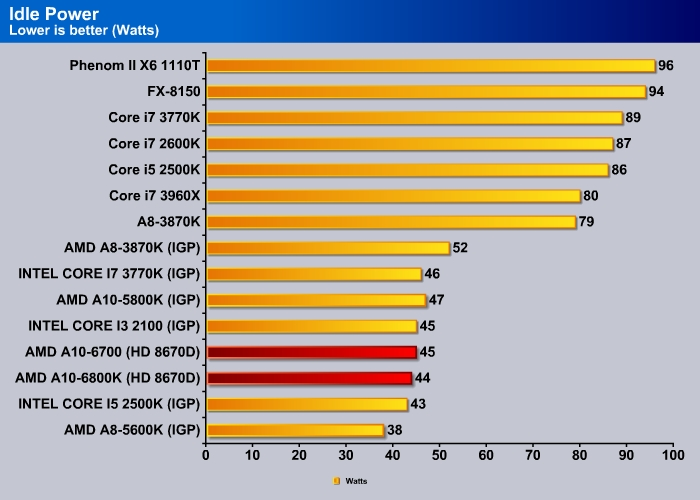 Idle Power
Lower is better (Watts)
Phenom II X6 1110T 96
FX-8150 94
Core i7 3770K 89
Core i7 2600K 87
Core i5 2500K 86
Core i7 3960X 80
A8-3870K 79
AMD A8-3870K (IGP) 52
INTEL CORE I7 3770K (IGP) 46
AMD A10-5800K (IGP) 47
INTEL CORE I3 2100 (IGP) 45
AMD A10-6700 (HD 8670D) 45
AMD A10-6800K (HD 8670D) 44
INTEL CORE I5 2500K (IGP) 43
AMD A8-5600K (IGP) 38
0 10 20 30 40 50 60 70 80 90 100
Watts